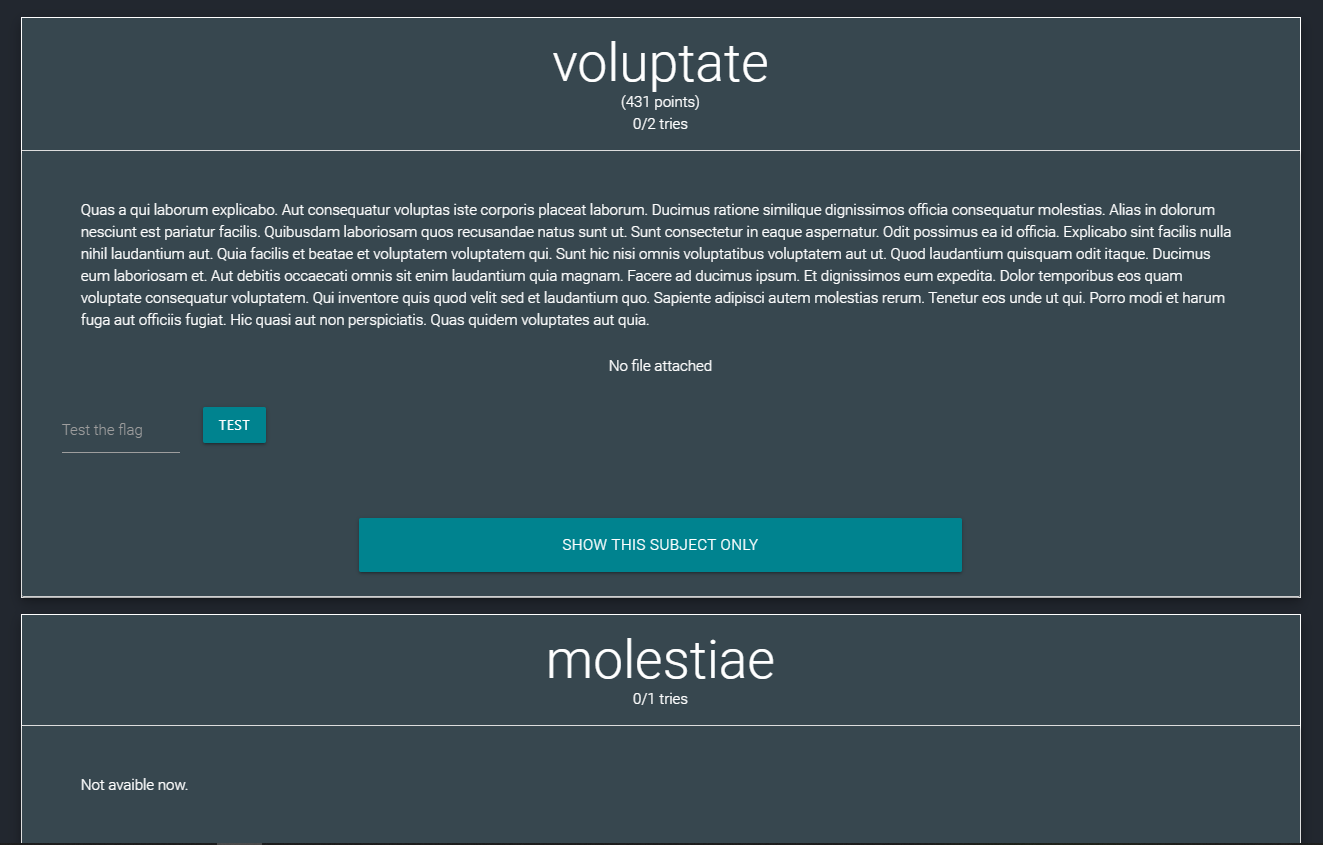 voluptate
(431 points)
0/2 tries
Quas a qui laborum explicabo. Aut consequatur voluptas iste corporis placeat laborum. Ducimus ratione similique dignissimos officia consequatur molestias. Alias in dolorum
nesciunt est pariatur facilis. Quibusdam laboriosam quos recusandae natus sunt ut. Sunt consectetur in eaque aspernatur. Odit possimus ea id officia. Explicabo sint facilis nulla
nihil laudantium aut. Quia facilis et beatae et voluptatem voluptatem qui. Sunt hic nisi omnis voluptatibus voluptatem aut ut. Quod laudantium quisquam odit itaque. Ducimus
eum laboriosam et. Aut debitis occaecati omnis sit enim laudantium quia magnam. Facere ad ducimus ipsum. Et dignissimos eum expedita. Dolor temporibus eos quam
voluptate consequatur voluptatem. Qui inventore quis quod velit sed et laudantium quo. Sapiente adipisci autem molestias rerum. Tenetur eos unde ut qui. Porro modi et harum
fuga aut officiis fugiat. Hic quasi aut non perspiciatis. Quas quidem voluptates aut quia.
No file attached
Test the flag
TEST
SHOW THIS SUBJECT ONLY
molestiae
0/1 tries
Not avaible now.